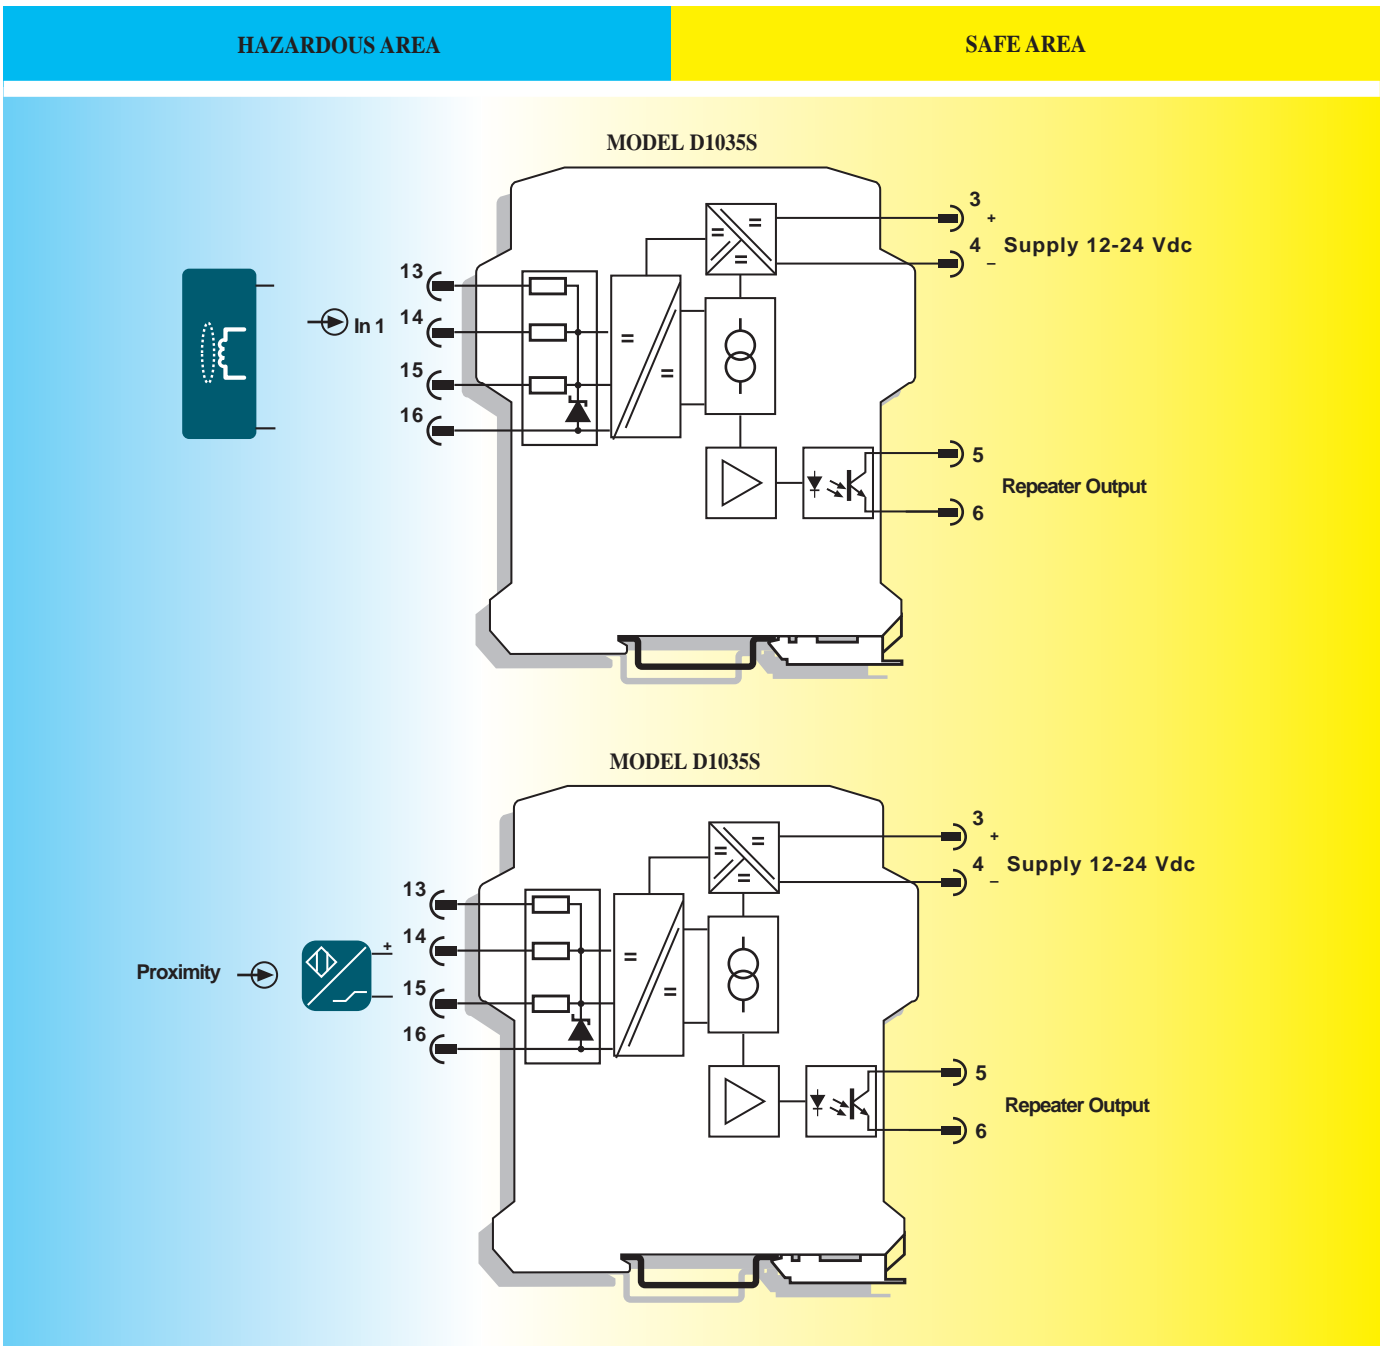 HAZARDOUS AREA
SAFE AREA
MODEL D1035S
3
+
4
Supply 12-24 Vdc
–
13
14
In 1
15
16
5
Repeater Output
6
MODEL D1035S
3
+
4
Supply 12-24 Vdc
–
13
14
+
Proximity
15
16
5
Repeater Output
6